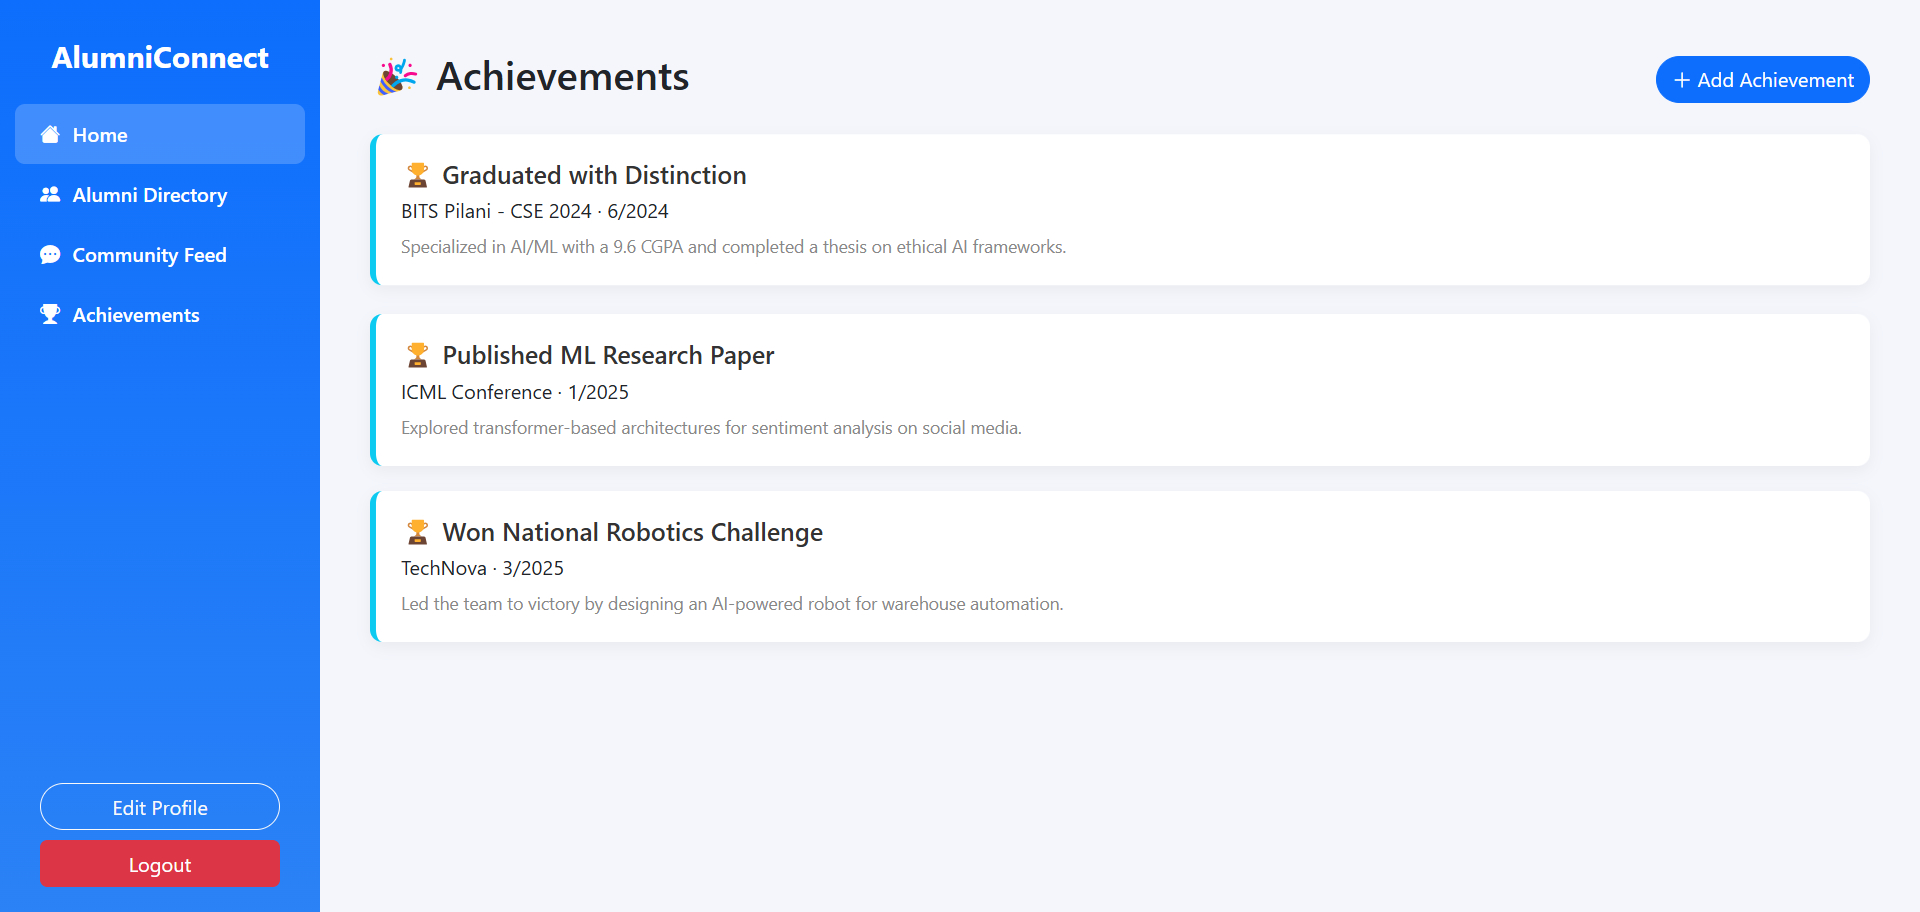 AlumniConnect
Home
Alumni Directory
Community Feed
Achievements
Edit Profile
Logout
Achievements
+ Add Achievement
Graduated with Distinction
BITS Pilani - CSE 2024 · 6/2024
Specialized in AI/ML with a 9.6 CGPA and completed a thesis on ethical AI frameworks.
Published ML Research Paper
ICML Conference · 1/2025
Explored transformer-based architectures for sentiment analysis on social media.
Won National Robotics Challenge
TechNova · 3/2025
Led the team to victory by designing an AI-powered robot for warehouse automation.